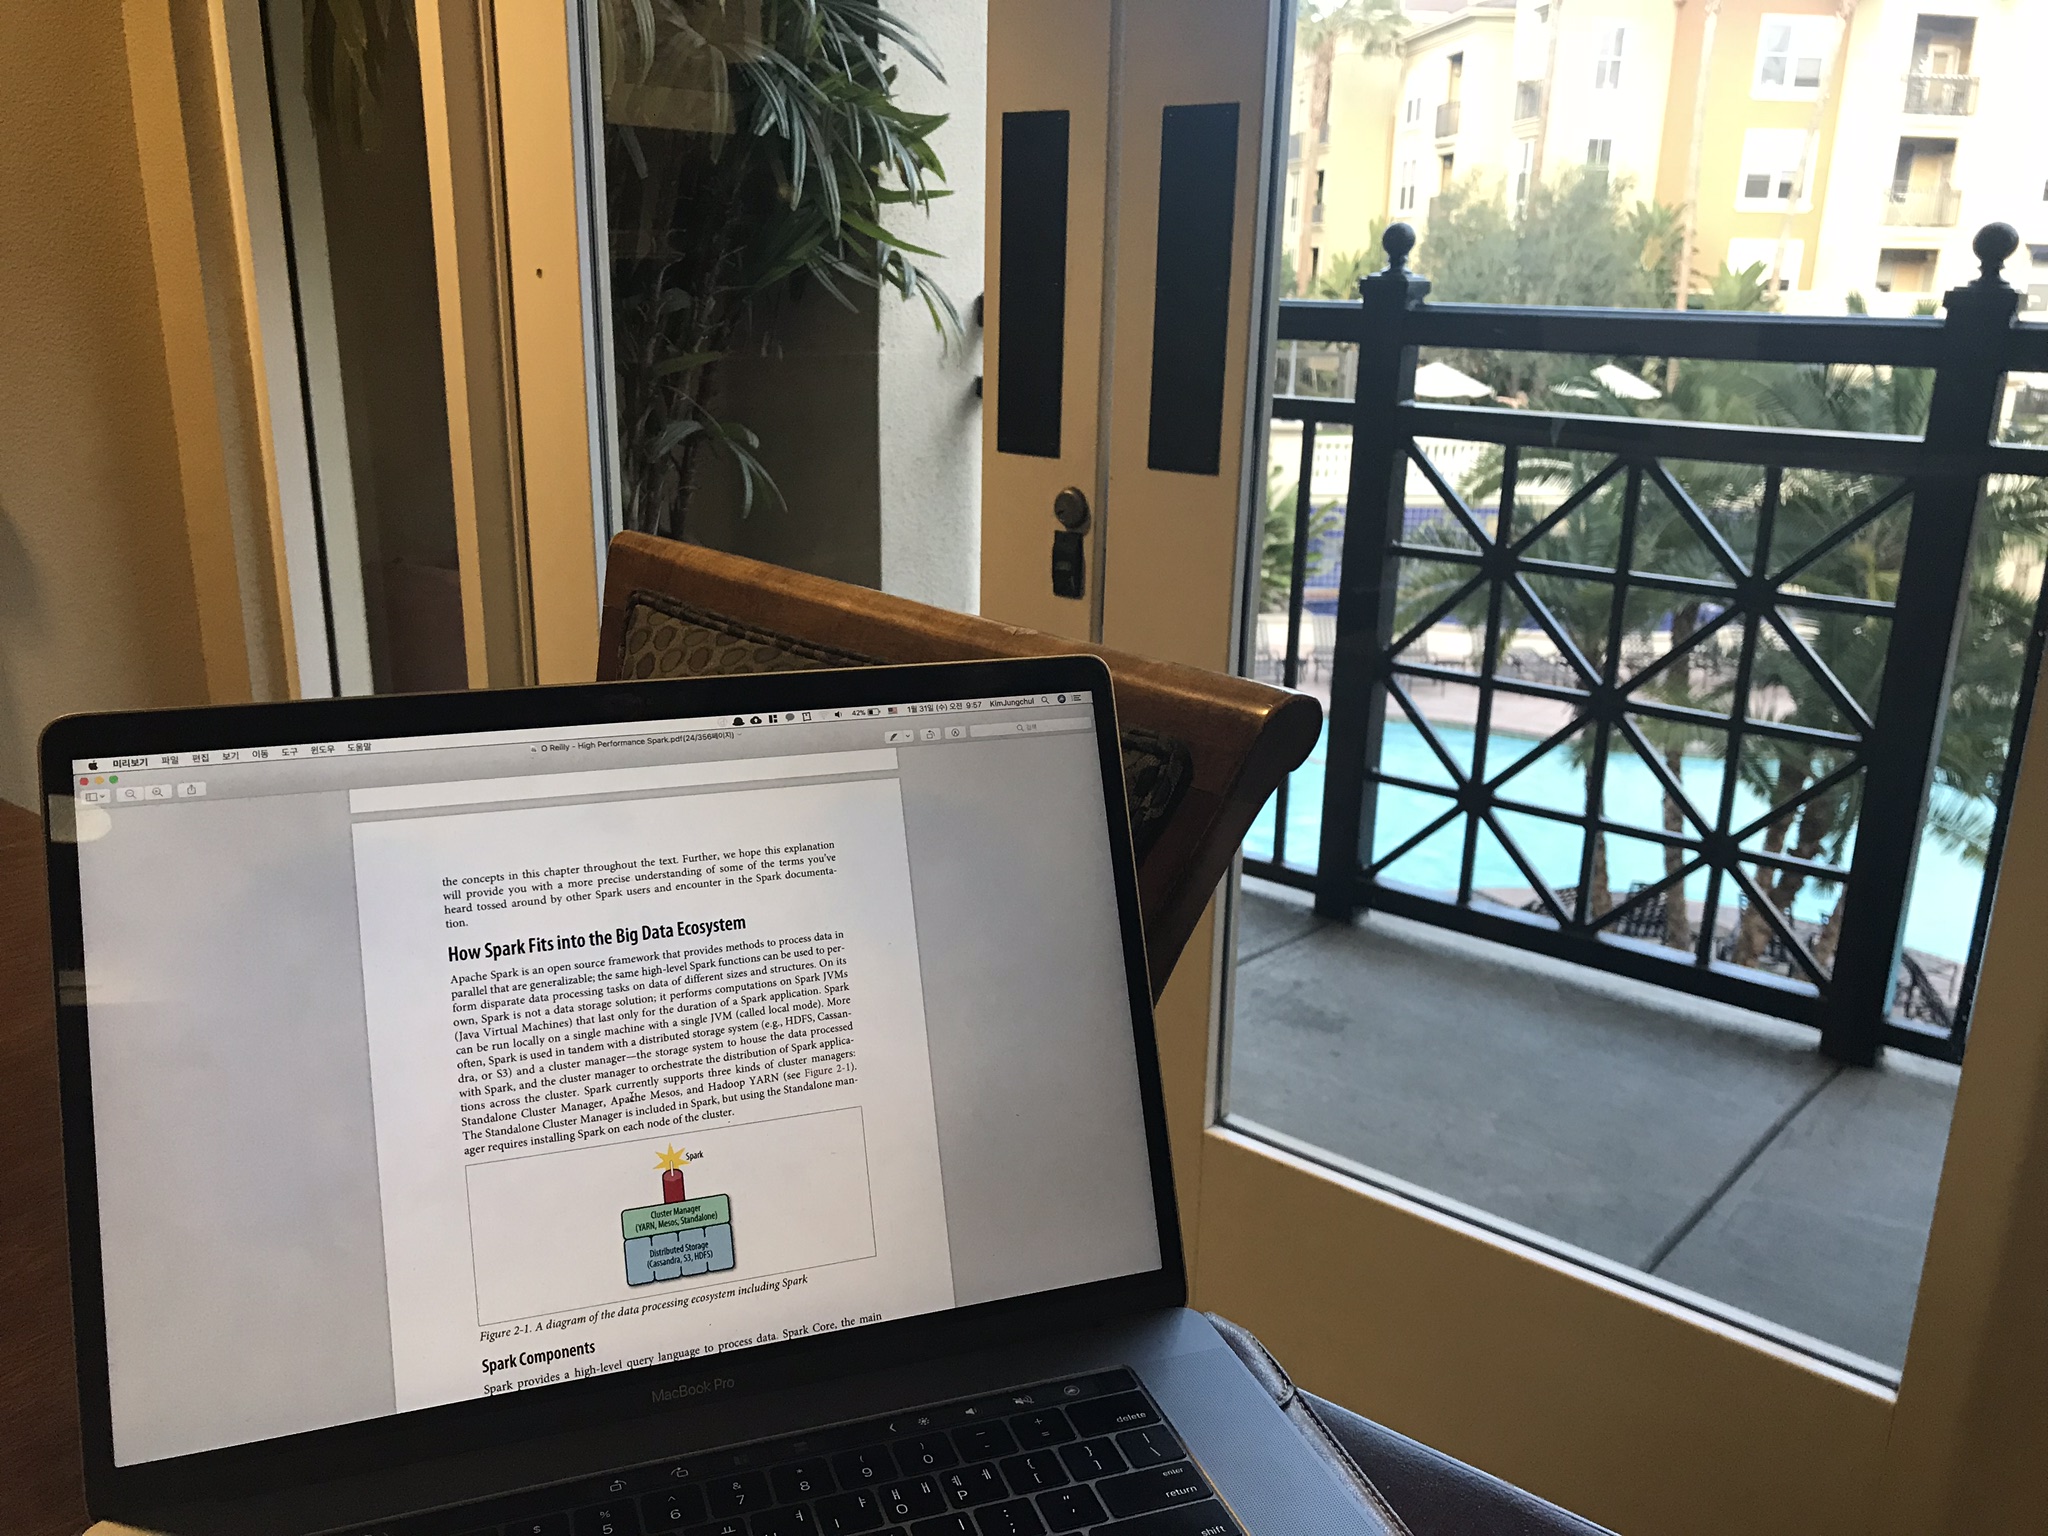 미리보기 파일 편집 보기 이동 도구 윈도우 도움말 42% 1월 31일 (수) 오전 9:57 KimJungchul
O Reilly - High Performance Spark.pdf(24/356페이지)
검색
the concepts in this chapter throughout the text. Further, we hope this explanation
will provide you with a more precise understanding of some of the terms you've
heard tossed around by other Spark users and encounter in the Spark documenta-
tion.
How Spark Fits into the Big Data Ecosystem
Apache Spark is an open source framework that provides methods to process data in
parallel that are generalizable; the same high-level Spark functions can be used to per-
form disparate data processing tasks on data of different sizes and structures. On its
own, Spark is not a data storage solution; it performs computations on Spark JVMs
(Java Virtual Machines) that last only for the duration of a Spark application. Spark
can be run locally on a single machine with a single JVM (called local mode). More
often, Spark is used in tandem with a distributed storage system (e.g., HDFS, Cassan-
dra, or S3) and a cluster manager—the storage system to house the data processed
with Spark, and the cluster manager to orchestrate the distribution of Spark applica-
tions across the cluster. Spark currently supports three kinds of cluster managers:
Standalone Cluster Manager, Apache Mesos, and Hadoop YARN (see Figure 2-1).
The Standalone Cluster Manager is included in Spark, but using the Standalone man-
ager requires installing Spark on each node of the cluster.
Spark
Cluster Manager
(YARN, Mesos, Standalone)
Distributed Storage
(Cassandra, S3, HDFS)
Figure 2-1. A diagram of the data processing ecosystem including Spark
Spark Components
Spark provides a high-level query language to process data. Spark Core, the main
MacBook Pro
% 5 ^ 6 & 7 * 8 ( 9 ) 0 _ - + = delete
ㅛ ㅕ ㅑ I ㅐ O ㅔ P { [ } ] | \
: ; " ' enter return
shift